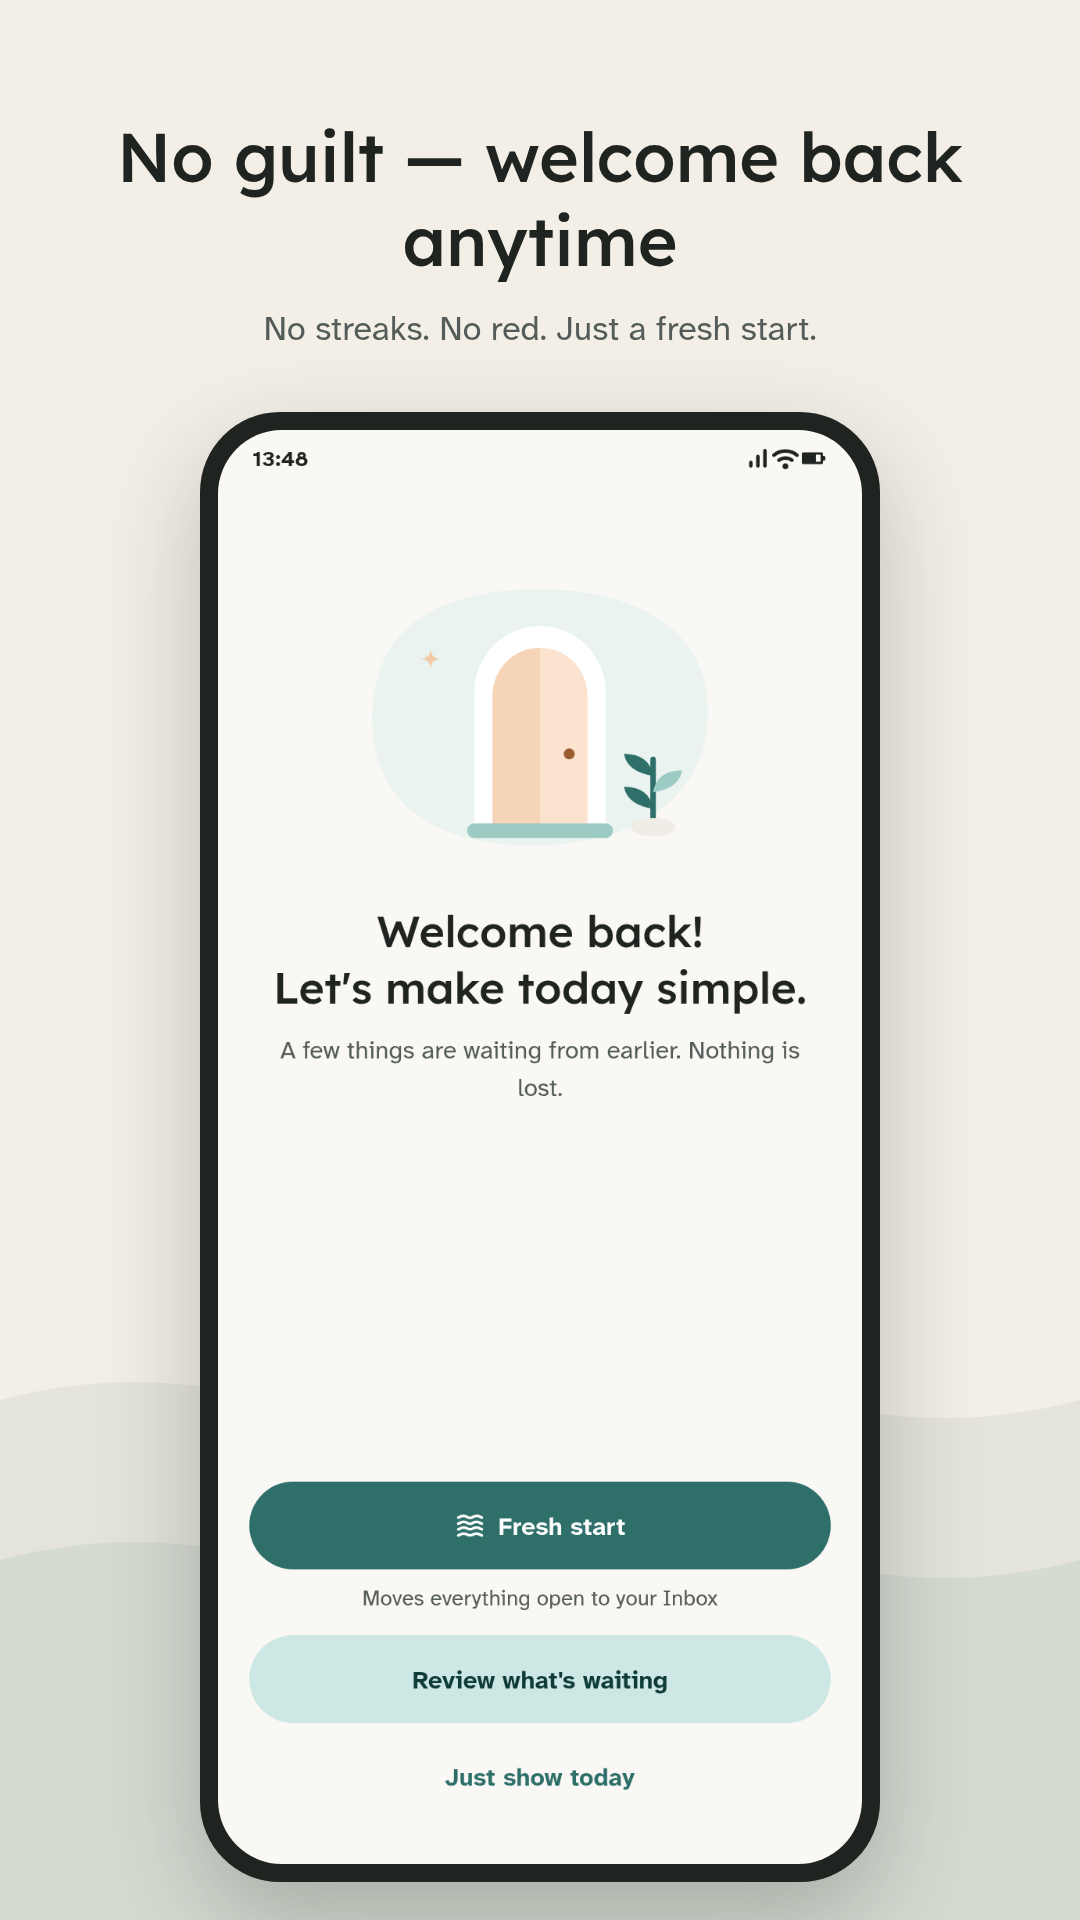 No guilt — welcome back
anytime
No streaks. No red. Just a fresh start.
13:48
Welcome back!
Let's make today simple.
A few things are waiting from earlier. Nothing is
lost.
Fresh start
Moves everything open to your Inbox
Review what's waiting
Just show today